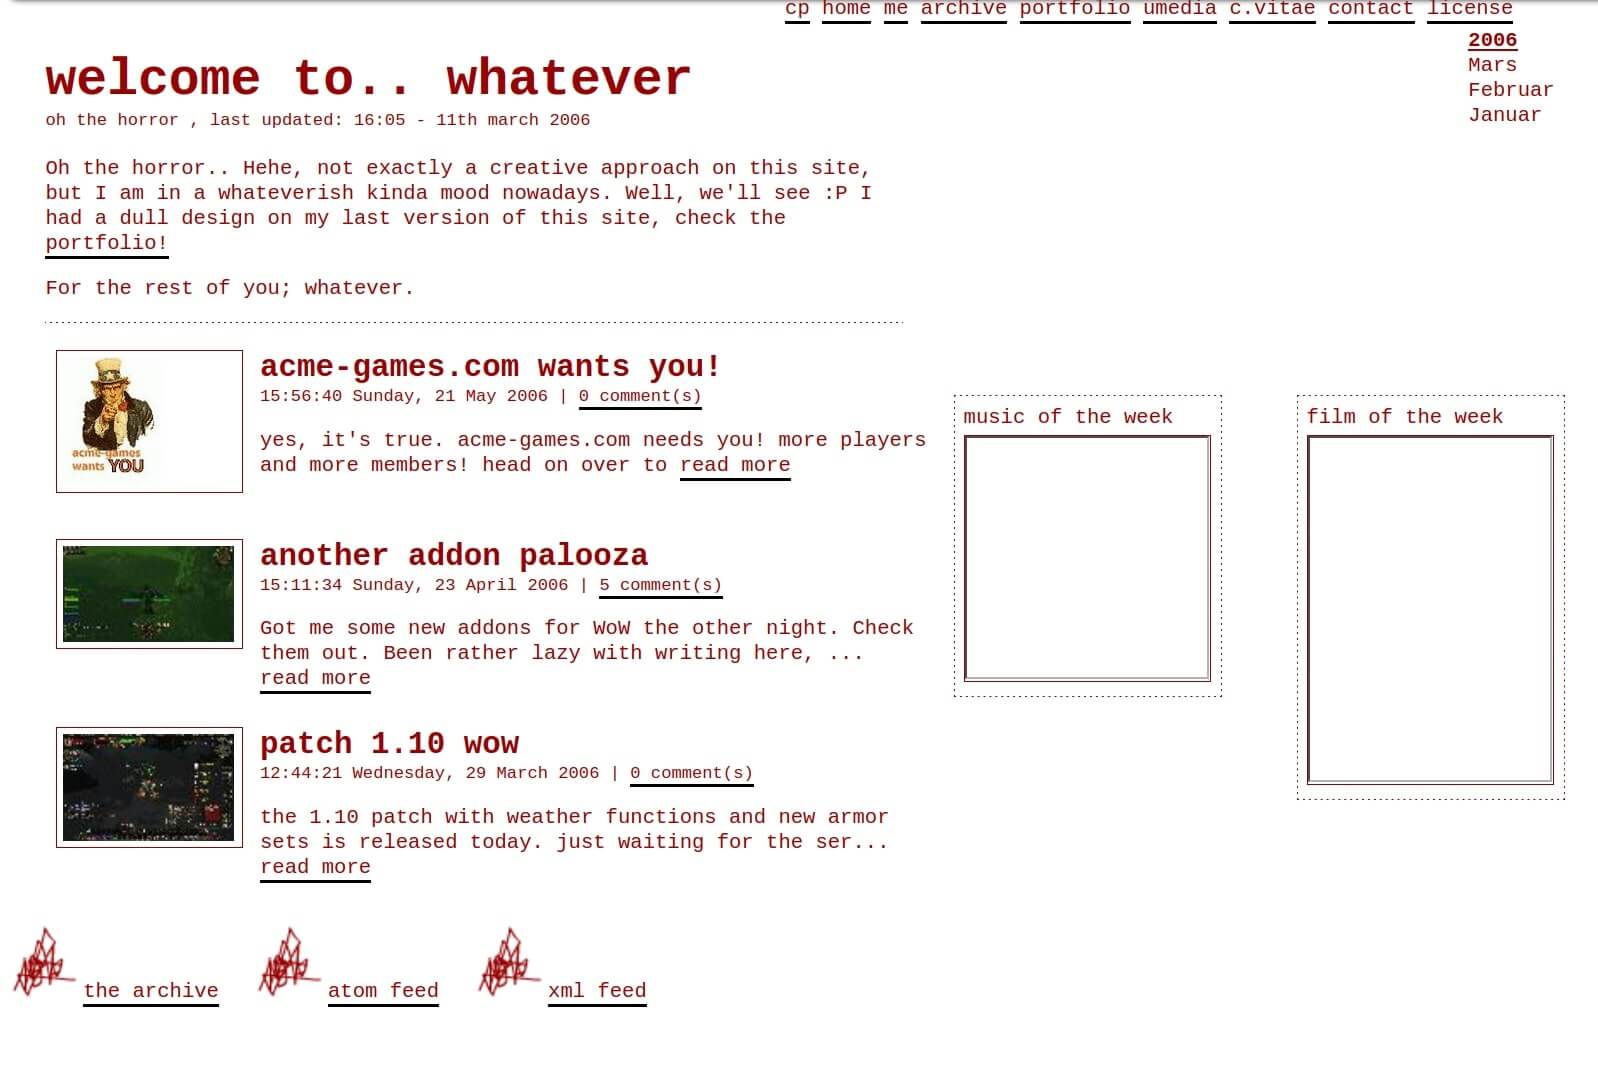 cp home me archive portfolio umedia c.vitae contact license
2006
Mars
Februar
Januar
welcome to.. whatever
oh the horror , last updated: 16:05 - 11th march 2006
Oh the horror.. Hehe, not exactly a creative approach on this site,
but I am in a whateverish kinda mood nowadays. Well, we'll see :P I
had a dull design on my last version of this site, check the
portfolio!
For the rest of you; whatever.
acme-games
wants YOU
acme-games.com wants you!
15:56:40 Sunday, 21 May 2006 | 0 comment(s)
yes, it's true. acme-games.com needs you! more players
and more members! head on over to read more
another addon palooza
15:11:34 Sunday, 23 April 2006 | 5 comment(s)
Got me some new addons for WoW the other night. Check
them out. Been rather lazy with writing here, ...
read more
patch 1.10 wow
12:44:21 Wednesday, 29 March 2006 | 0 comment(s)
the 1.10 patch with weather functions and new armor
sets is released today. just waiting for the ser...
read more
music of the week
film of the week
the archive
atom feed
xml feed